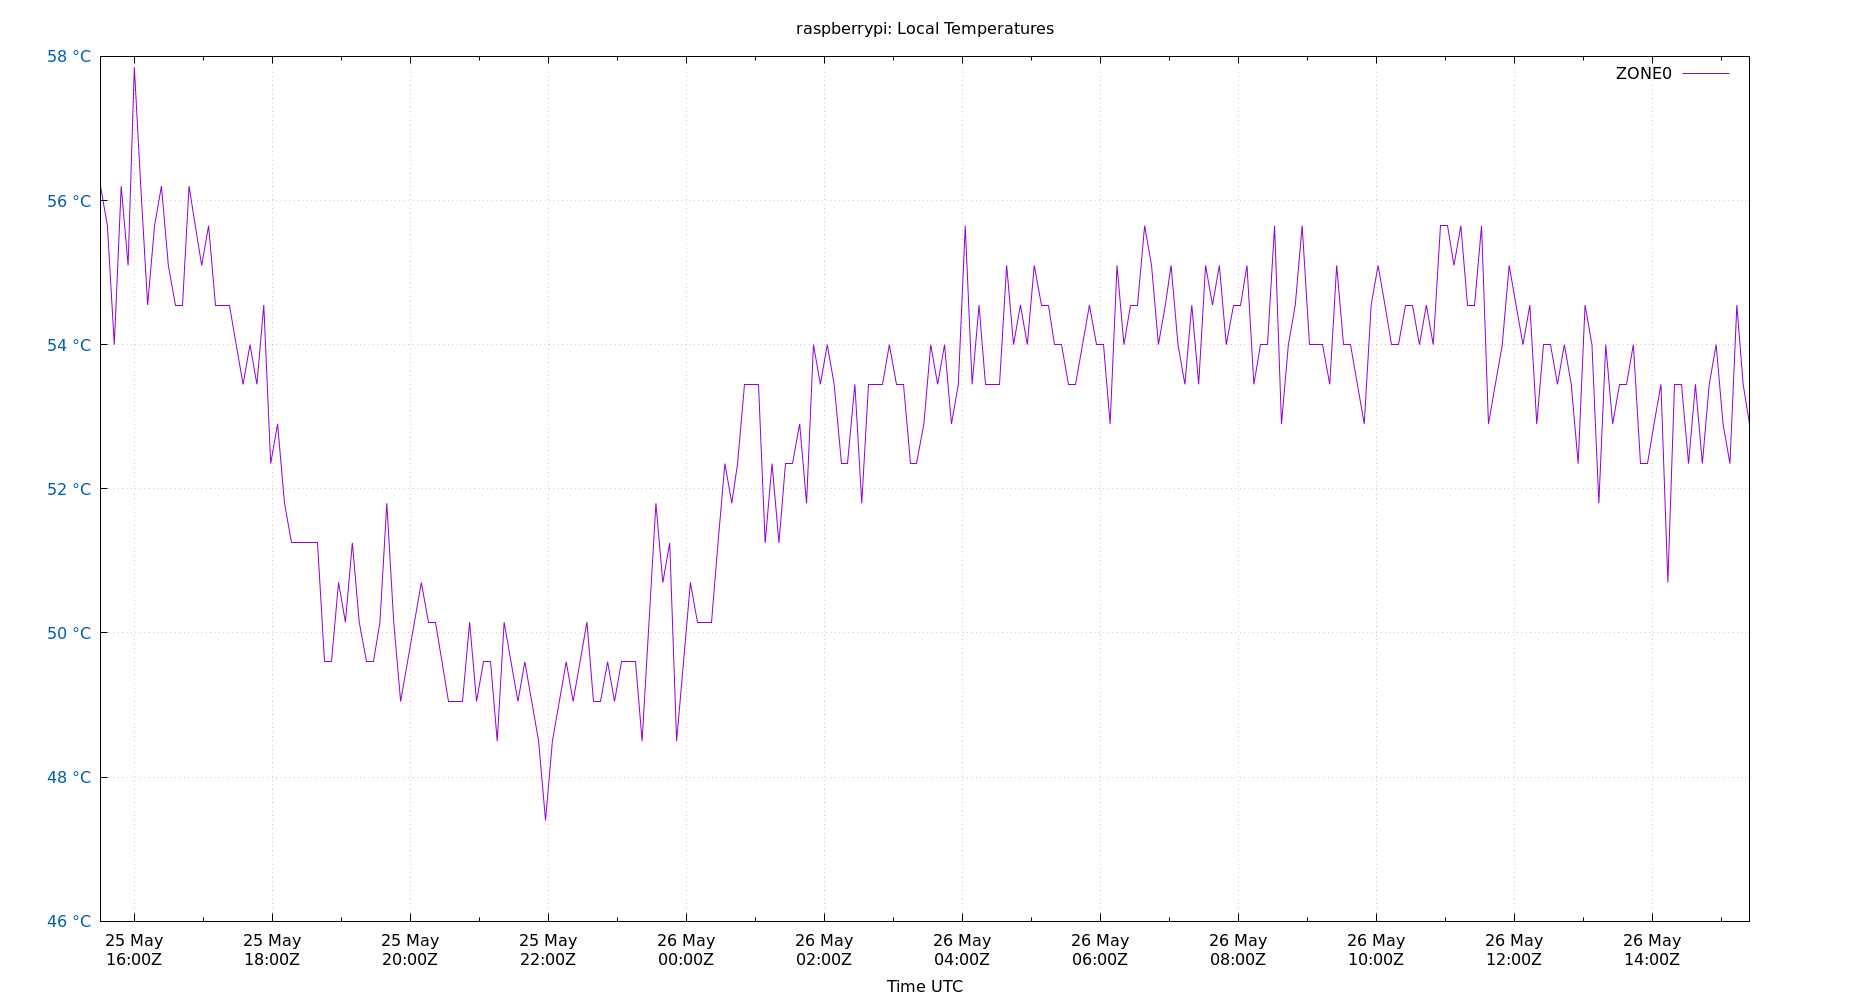 raspberrypi: Local Temperatures
58 °C
ZONE0
56 °C
54 °C
52 °C
50 °C
48 °C
46 °C
25 May 25 May 25 May 25 May 26 May 26 May 26 May 26 May 26 May 26 May 26 May 26 May
16:00Z 18:00Z 20:00Z 22:00Z 00:00Z 02:00Z 04:00Z 06:00Z 08:00Z 10:00Z 12:00Z 14:00Z
Time UTC